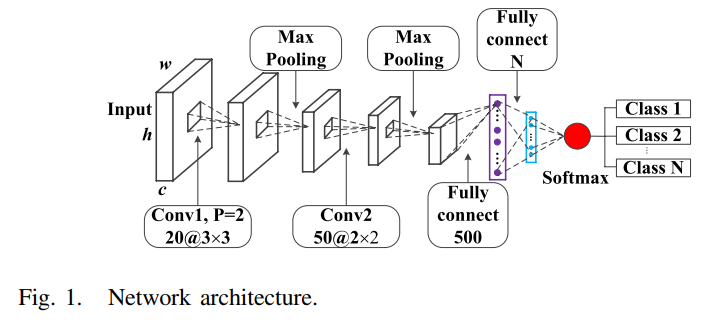 Max
Pooling
Max
Pooling
Fully
connect
N
w
Input
h
c
Conv1, P=2
20@3×3
Conv2
50@2×2
Fully
connect
500
Softmax
Class 1
Class 2
Class N
Fig. 1. Network architecture.